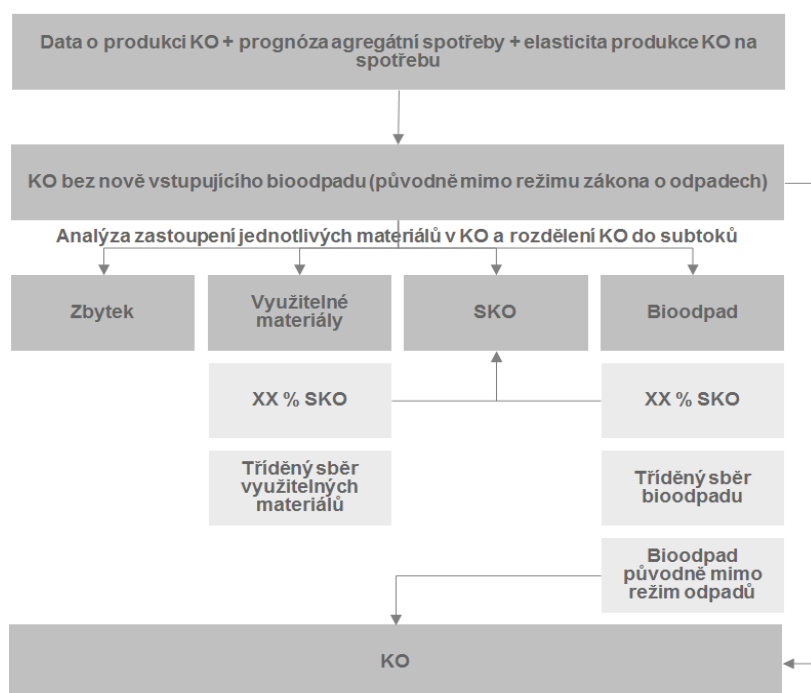 Data o produkci KO + prognóza agregátní spotřeby + elasticita produkce KO na
spotřebu
KO bez nově vstupujícího bioodpadu (původně mimo režimu zákona o odpadech)
Analýza zastoupení jednotlivých materiálů v KO a rozdělení KO do subtoků
Zbytek
Využitelné
materiály
SKO
Bioodpad
XX % SKO
XX % SKO
Tříděný sběr
využitelných
materiálů
Tříděný sběr
bioodpadu
Bioodpad
původně mimo
režim odpadů
KO